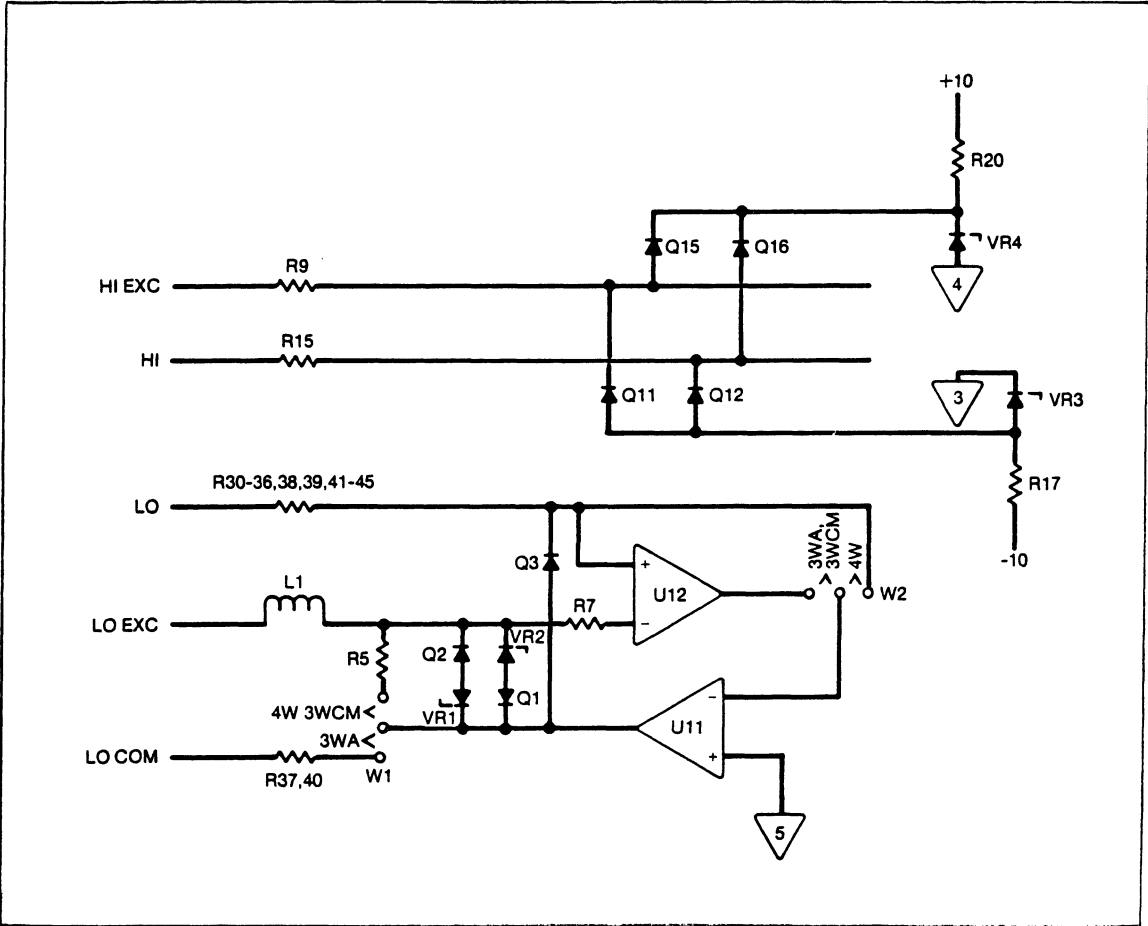 +10
R20
Q15
Q16
VR4
R9
HI EXC
4
R15
HI
Q11
Q12
3
VR3
R30-36,38,39,41-45
LO
R17
3WA,
3WCM
4W
-10
Q3
+
U12
W2
L1
R7
LO EXC
-
VR2
R5
Q2
4W 3WCM
VR1
Q1
-
U11
3WA
+
LO COM
R37,40
W1
5